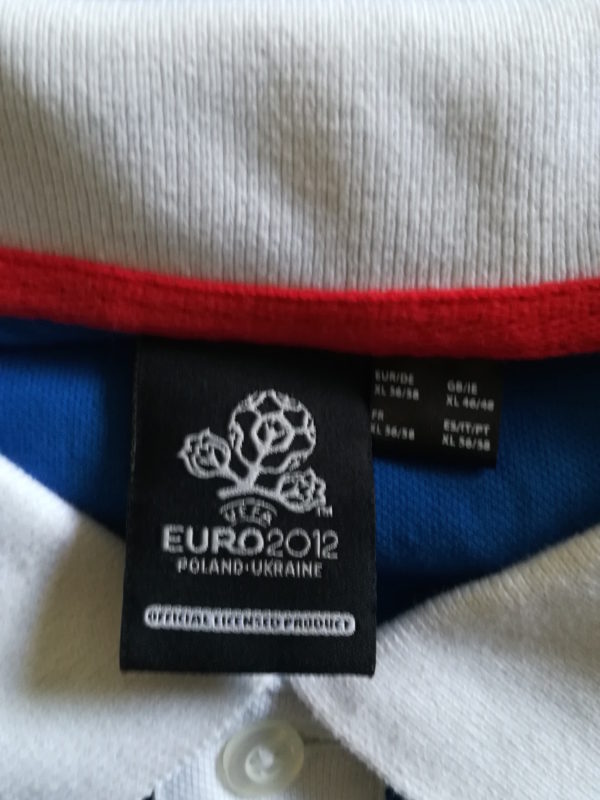 UEFA
TM
EURO2012
POLAND·UKRAINE
OFFICIAL LICENSED PRODUCT
EUR/DE
XL 56/58
GB/IE
XL 46/48
FR
XL 56/58
ES/IT/PT
XL 56/58